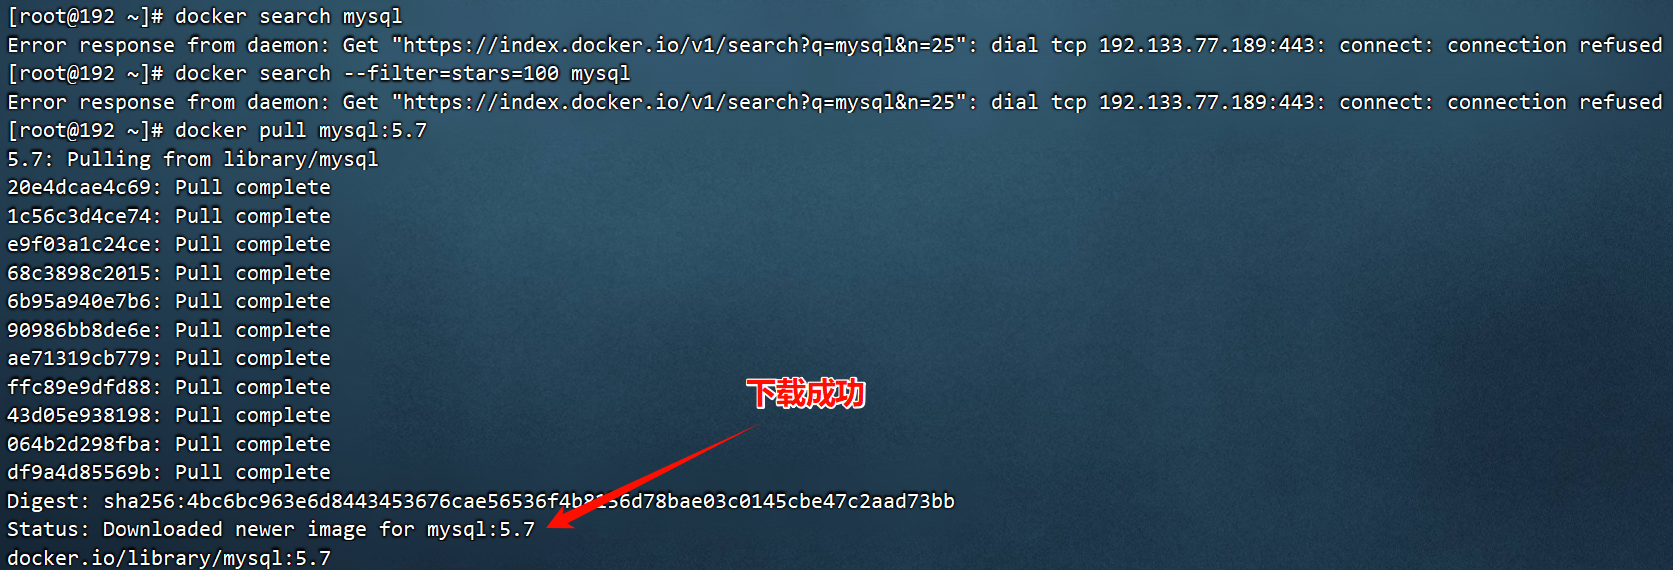 [root@192 ~]# docker search mysql
Error response from daemon: Get "https://index.docker.io/v1/search?q=mysql&n=25": dial tcp 192.133.77.189:443: connect: connection refused
[root@192 ~]# docker search --filter=stars=100 mysql
Error response from daemon: Get "https://index.docker.io/v1/search?q=mysql&n=25": dial tcp 192.133.77.189:443: connect: connection refused
[root@192 ~]# docker pull mysql:5.7
5.7: Pulling from library/mysql
20e4dcae4c69: Pull complete
1c56c3d4ce74: Pull complete
e9f03a1c24ce: Pull complete
68c3898c2015: Pull complete
6b95a940e7b6: Pull complete
90986bb8de6e: Pull complete
ae71319cb779: Pull complete
ffc89e9dfd88: Pull complete
43d05e938198: Pull complete
064b2d298fba: Pull complete
df9a4d85569b: Pull complete
下载成功
Digest: sha256:4bc6bc963e6d8443453676cae56536f4b8156d78bae03c0145cbe47c2aad73bb
Status: Downloaded newer image for mysql:5.7
docker.io/library/mysql:5.7